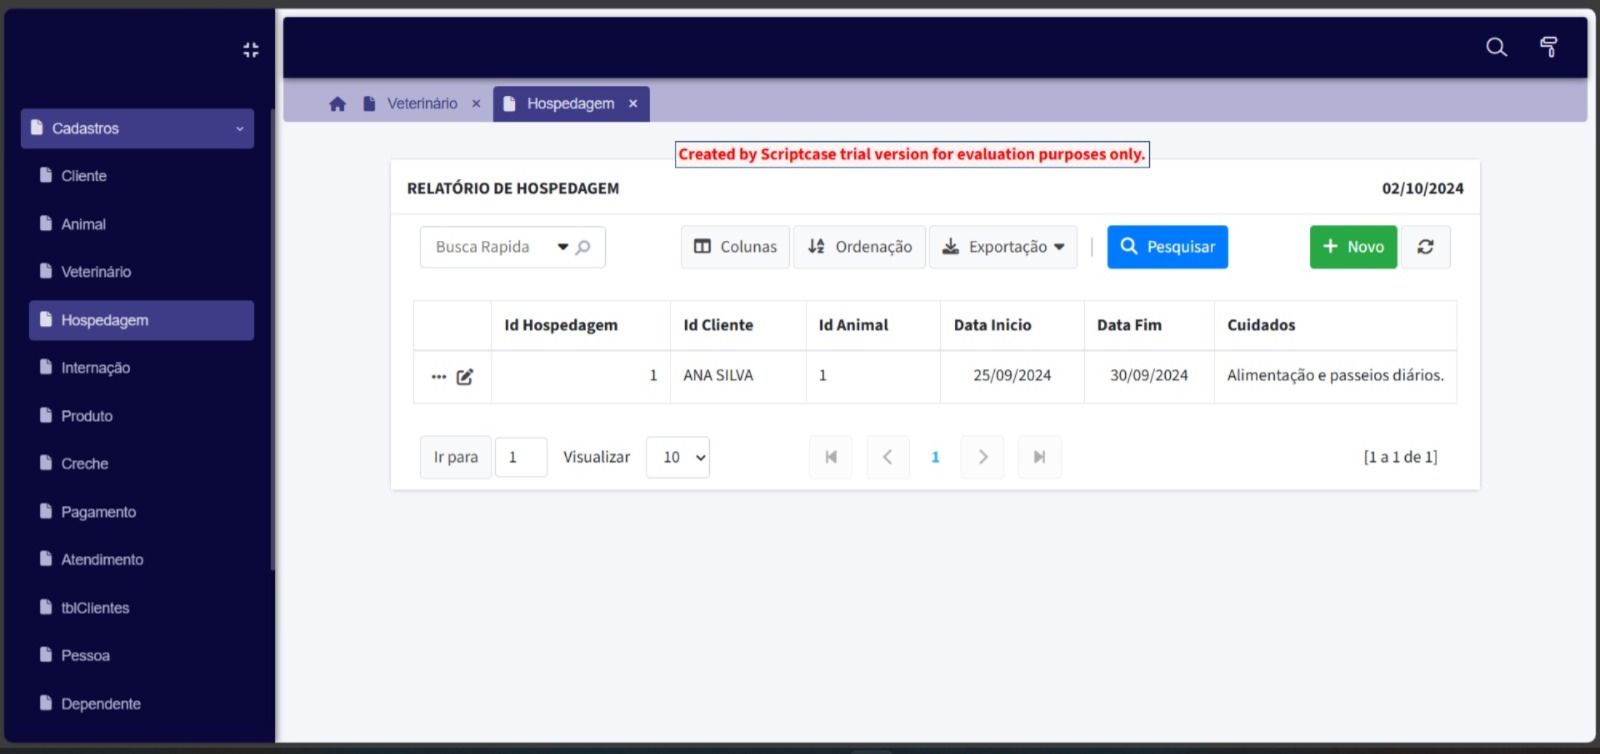 Cadastros
Cliente
Animal
Veterinário
Hospedagem
Internação
Produto
Creche
Pagamento
Atendimento
tblClientes
Pessoa
Dependente
Veterinário × Hospedagem ×
Created by Scriptcase trial version for evaluation purposes only.
RELATÓRIO DE HOSPEDAGEM 02/10/2024
Busca Rapida Colunas Ordenação Exportação Pesquisar + Novo
Id Hospedagem Id Cliente Id Animal Data Inicio Data Fim Cuidados
1 ANA SILVA 1 25/09/2024 30/09/2024 Alimentação e passeios diários.
Ir para 1 Visualizar 10 1 [1 a 1 de 1]